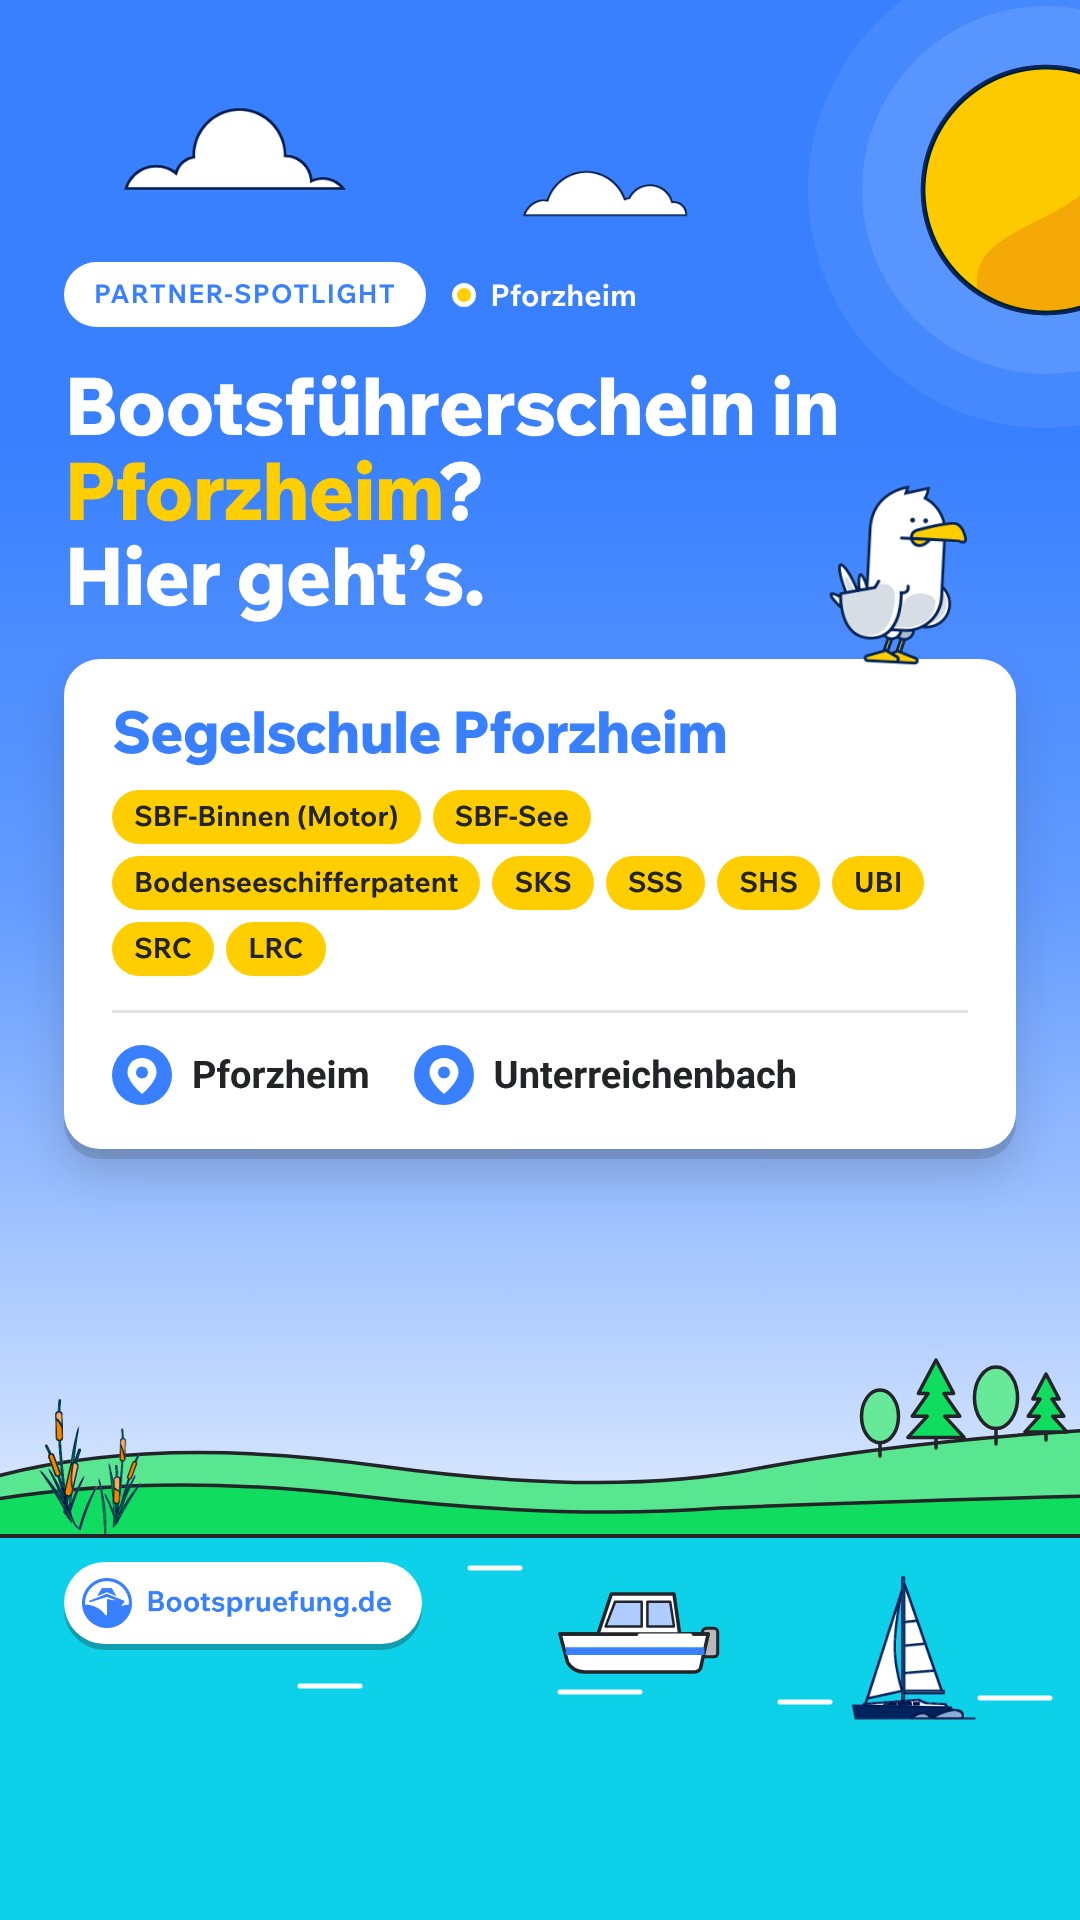 PARTNER-SPOTLIGHT Pforzheim
Bootsführerschein in
Pforzheim?
Hier geht’s.
Segelschule Pforzheim
SBF-Binnen (Motor) SBF-See
Bodenseeschifferpatent SKS SSS SHS UBI
SRC LRC
Pforzheim Unterreichenbach
Bootspruefung.de